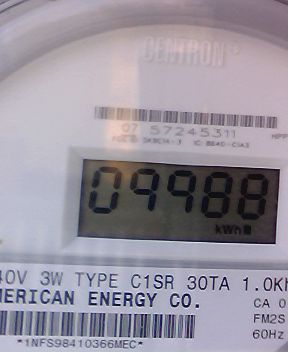 CENTRON®
07 57245311
09988
kWh
40V 3W TYPE C1SR 30TA 1.0Kh
MERICAN ENERGY CO.
CA 0
FM2S
60Hz
*1NFS98410366MEC*